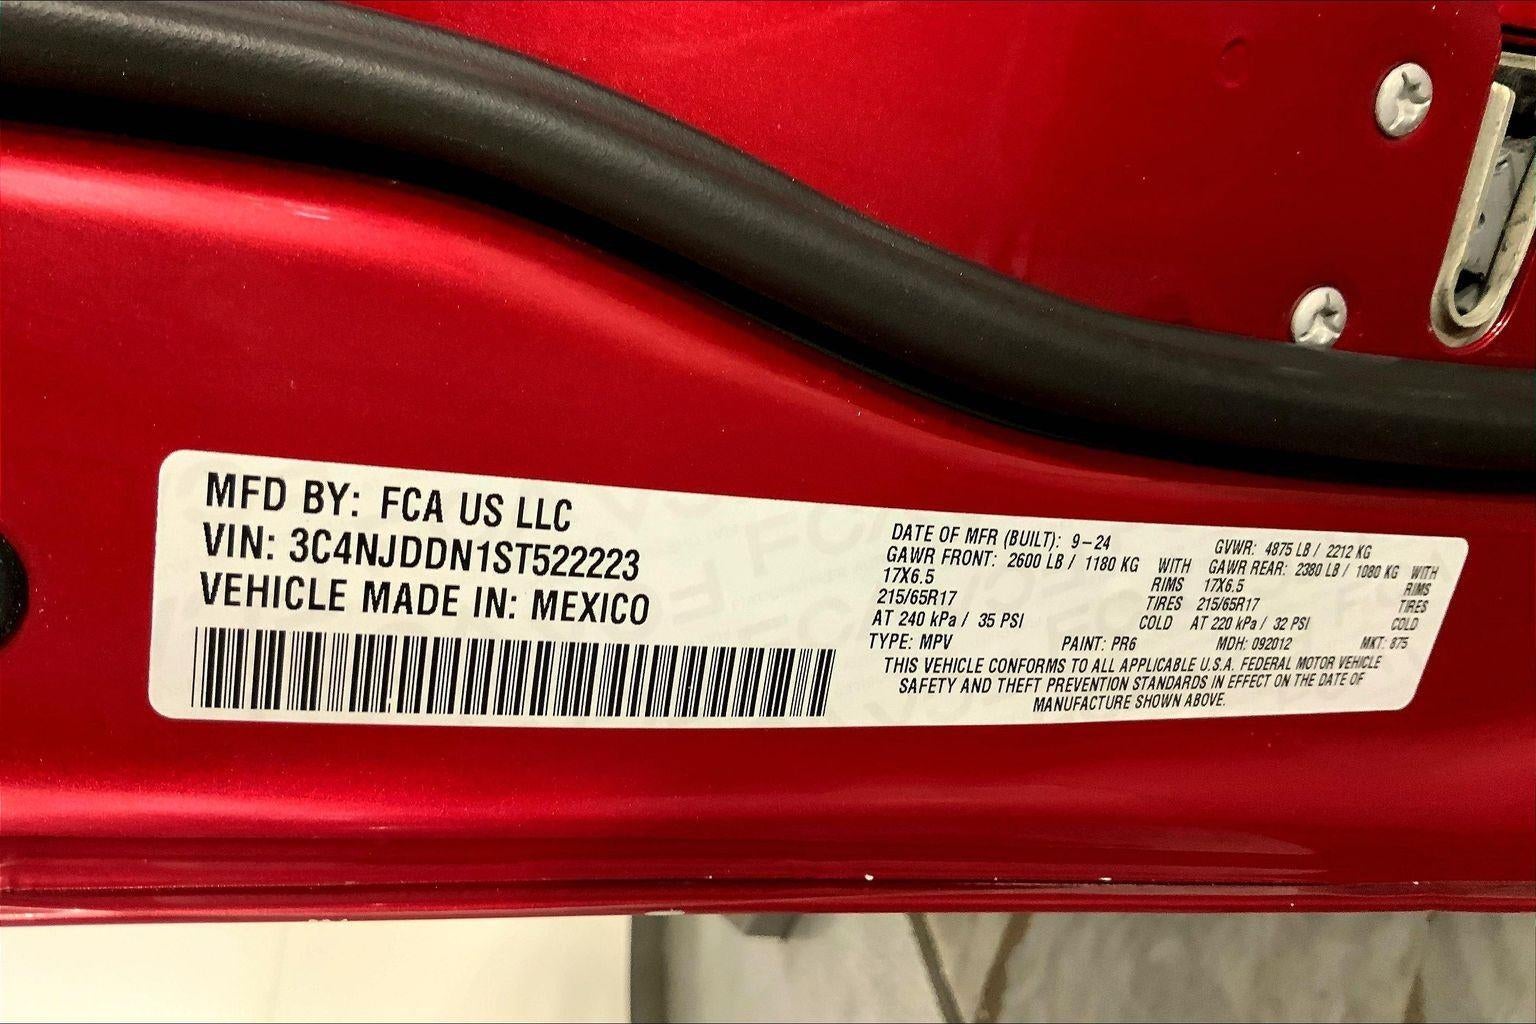 MFD BY: FCA US LLC
VIN: 3C4NJDDN1ST522223
VEHICLE MADE IN: MEXICO
DATE OF MFR (BUILT): 9-24 GVWR: 4875 LB / 2212 KG
GAWR FRONT: 2600 LB / 1180 KG WITH GAWR REAR: 2380 LB / 1080 KG WITH
17X6.5 RIMS 17X6.5 RIMS
215/65R17 TIRES 215/65R17 TIRES
AT 240 kPa / 35 PSI COLD AT 220 kPa / 32 PSI COLD
TYPE: MPV PAINT: PR6 MDH: 092012 MKT: 875
THIS VEHICLE CONFORMS TO ALL APPLICABLE U.S.A. FEDERAL MOTOR VEHICLE
SAFETY AND THEFT PREVENTION STANDARDS IN EFFECT ON THE DATE OF
MANUFACTURE SHOWN ABOVE.